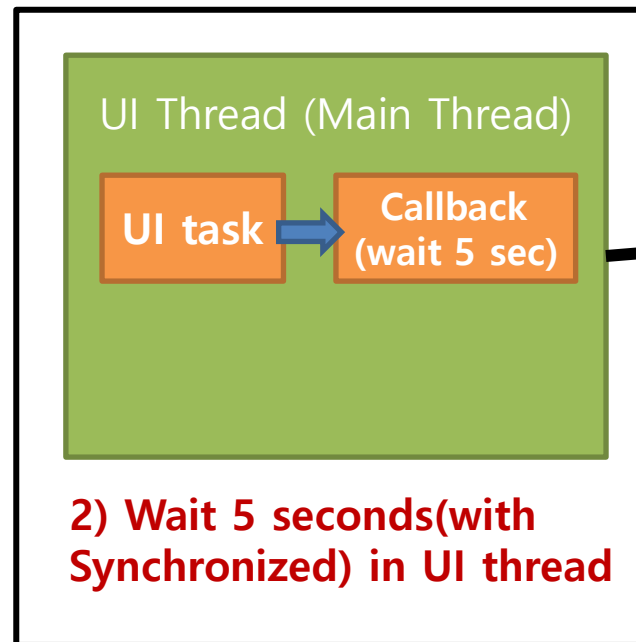 UI Thread (Main Thread)
UI task
Callback
(wait 5 sec)
2) Wait 5 seconds(with
Synchronized) in UI thread